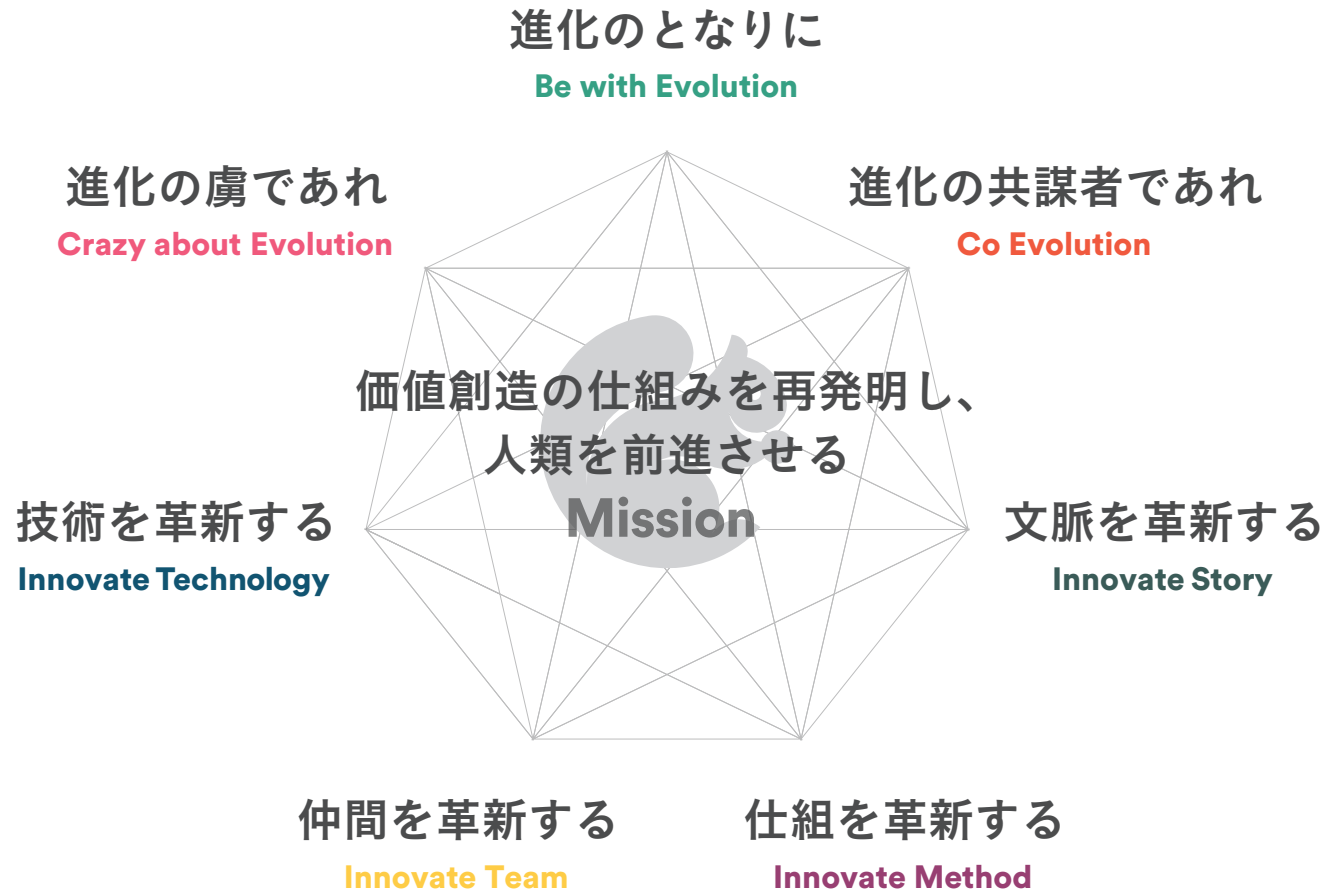 進化のとなりに
Be with Evolution
進化の虜であれ
Crazy about Evolution
進化の共謀者であれ
Co Evolution
価値創造の仕組みを再発明し、
人類を前進させる
Mission
技術を革新する
Innovate Technology
文脈を革新する
Innovate Story
仲間を革新する
Innovate Team
仕組を革新する
Innovate Method